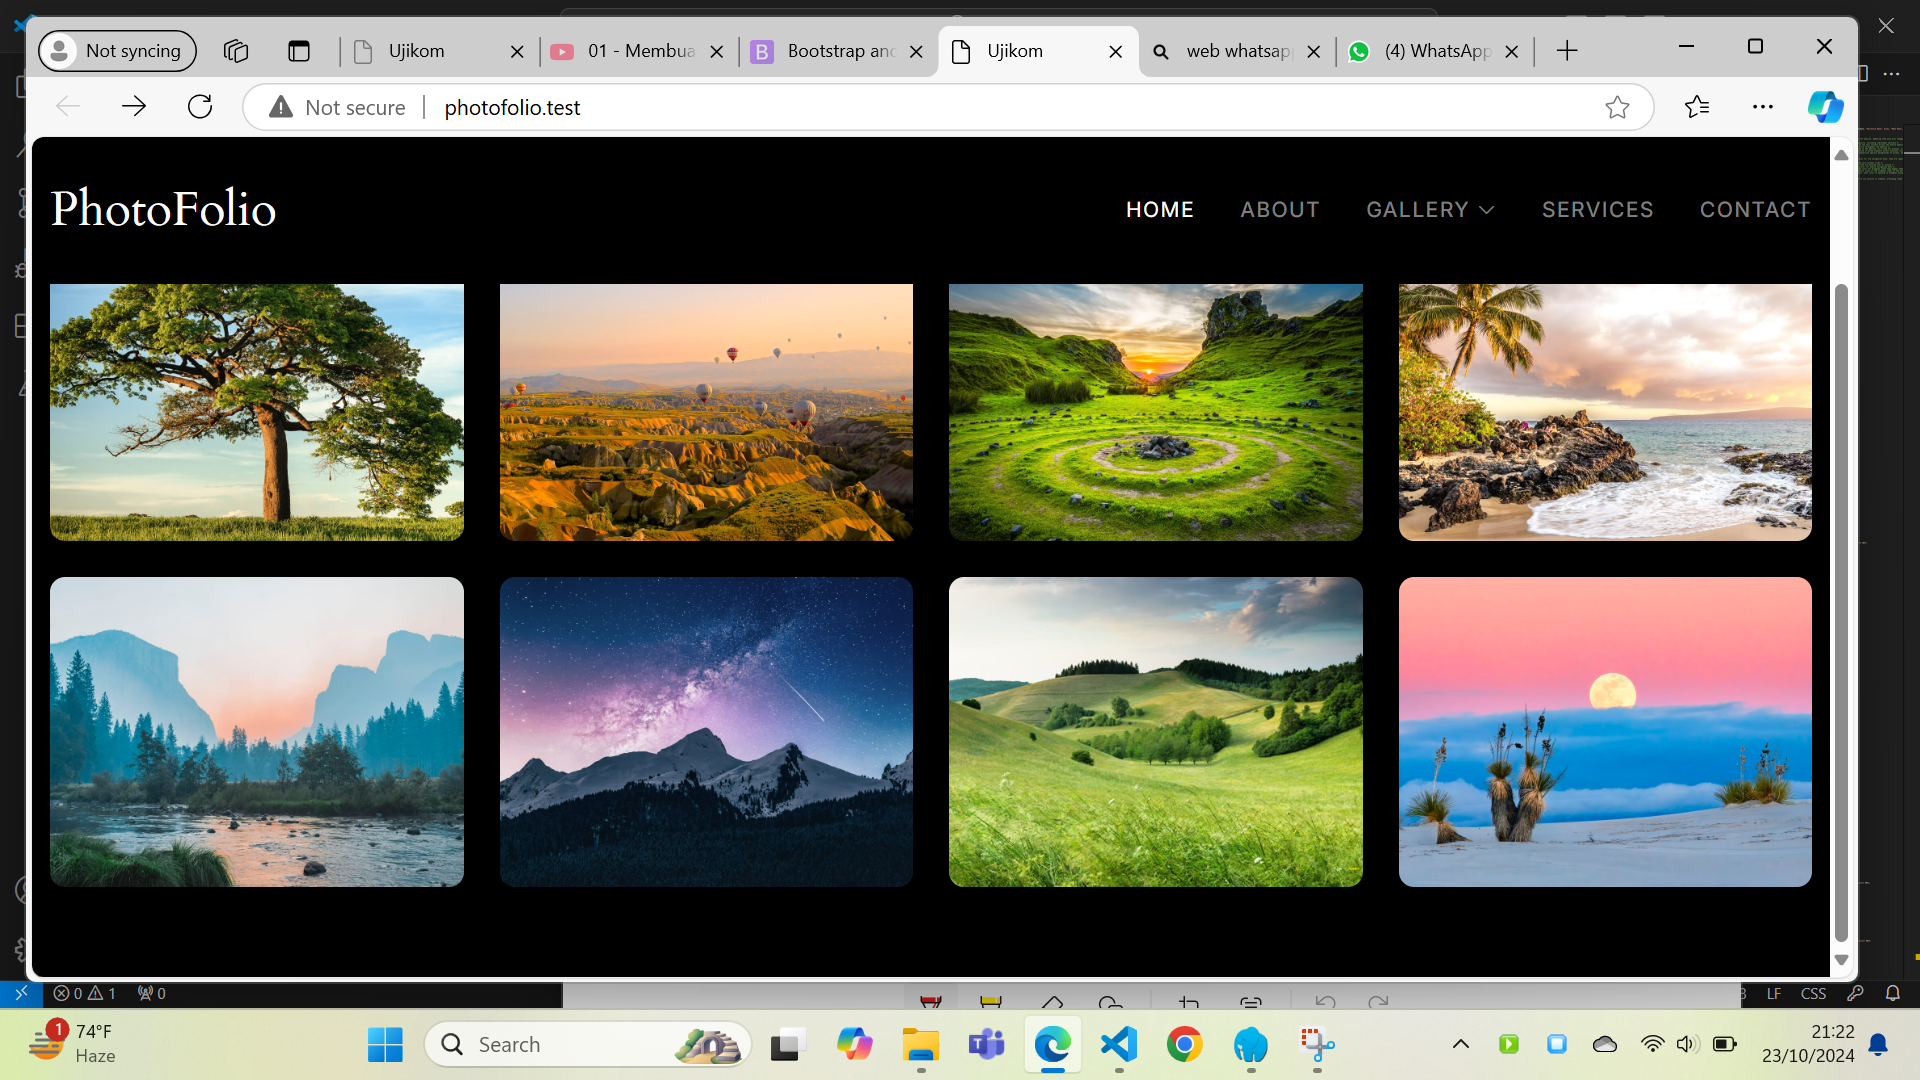 Not syncing
Ujikom
01 - Membua
Bootstrap an
Ujikom
web whatsap
(4) WhatsApp
Not secure
photofolio.test
PhotoFolio
HOME
ABOUT
GALLERY
SERVICES
CONTACT
0
1
0
LF
CSS
1
74°F
Haze
Search
21:22
23/10/2024